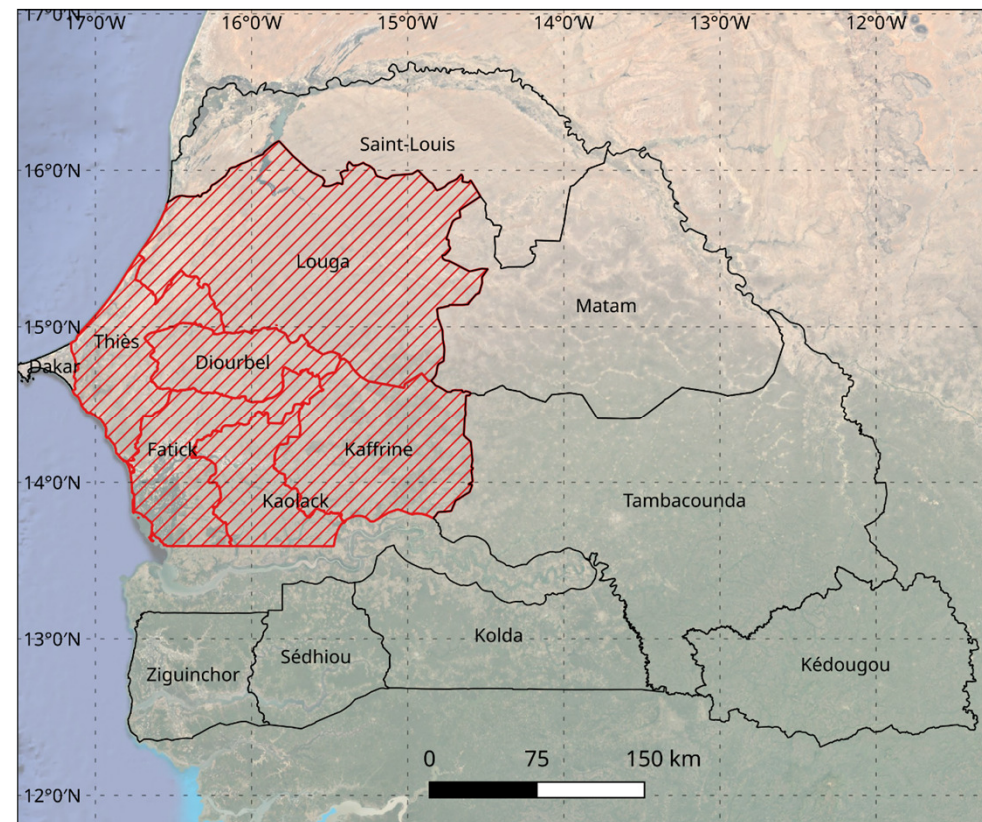 17°0′N
17°0′W 16°0′W 15°0′W 14°0′W 13°0′W 12°0′W
Saint-Louis
16°0′N
Louga
Matam
15°0′N
Thiès
Diourbel
Dakar
Fatick
Kaffrine
14°0′N
Kaolack
Tambacounda
13°0′N
Kolda
Sédhiou
Ziguinchor
Kédougou
0 75 150 km
12°0′N